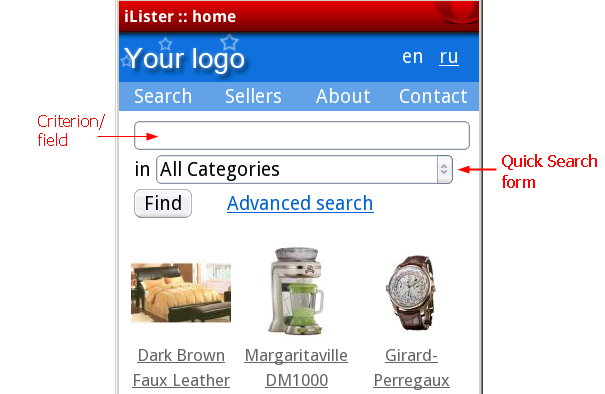 iLister :: home
Your logo
en ru
Search Sellers About Contact
Criterion/
field
in All Categories
Quick Search
form
Find Advanced search
Dark Brown Margaritaville Girard-
Faux Leather DM1000 Perregaux